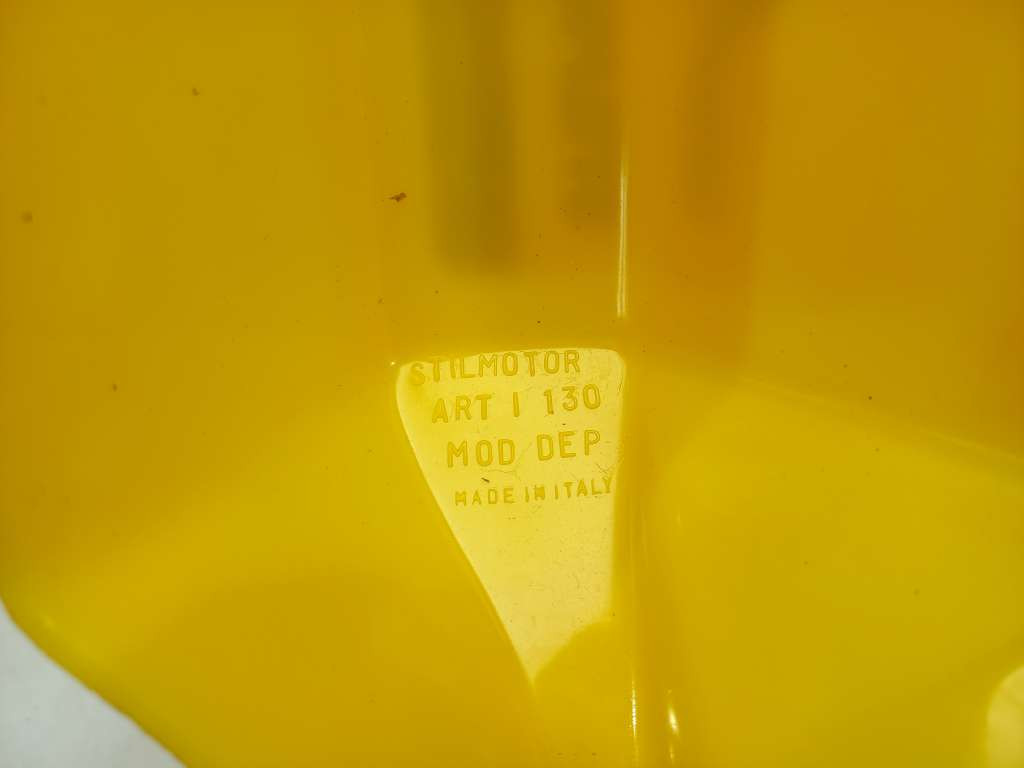 STILMOTOR
ART I 130
MOD DEP
MADE IN ITALY